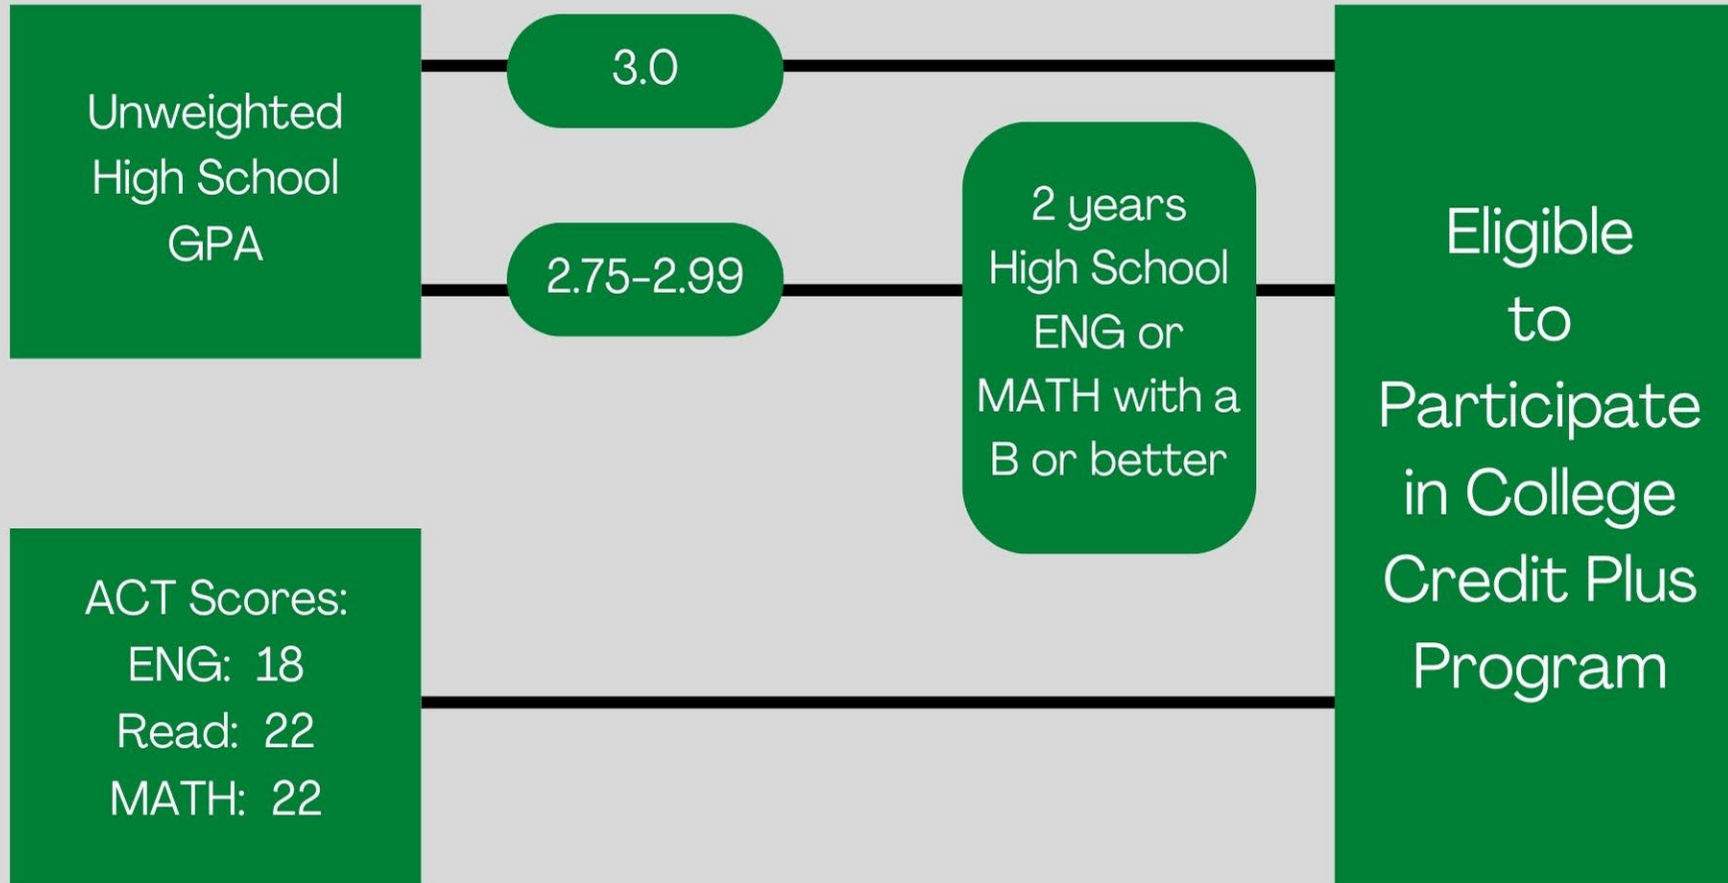 Unweighted
High School
GPA
3.0
2.75-2.99
2 years
High School
ENG or
MATH with a
B or better
ACT Scores:
ENG: 18
Read: 22
MATH: 22
Eligible
to
Participate
in College
Credit Plus
Program